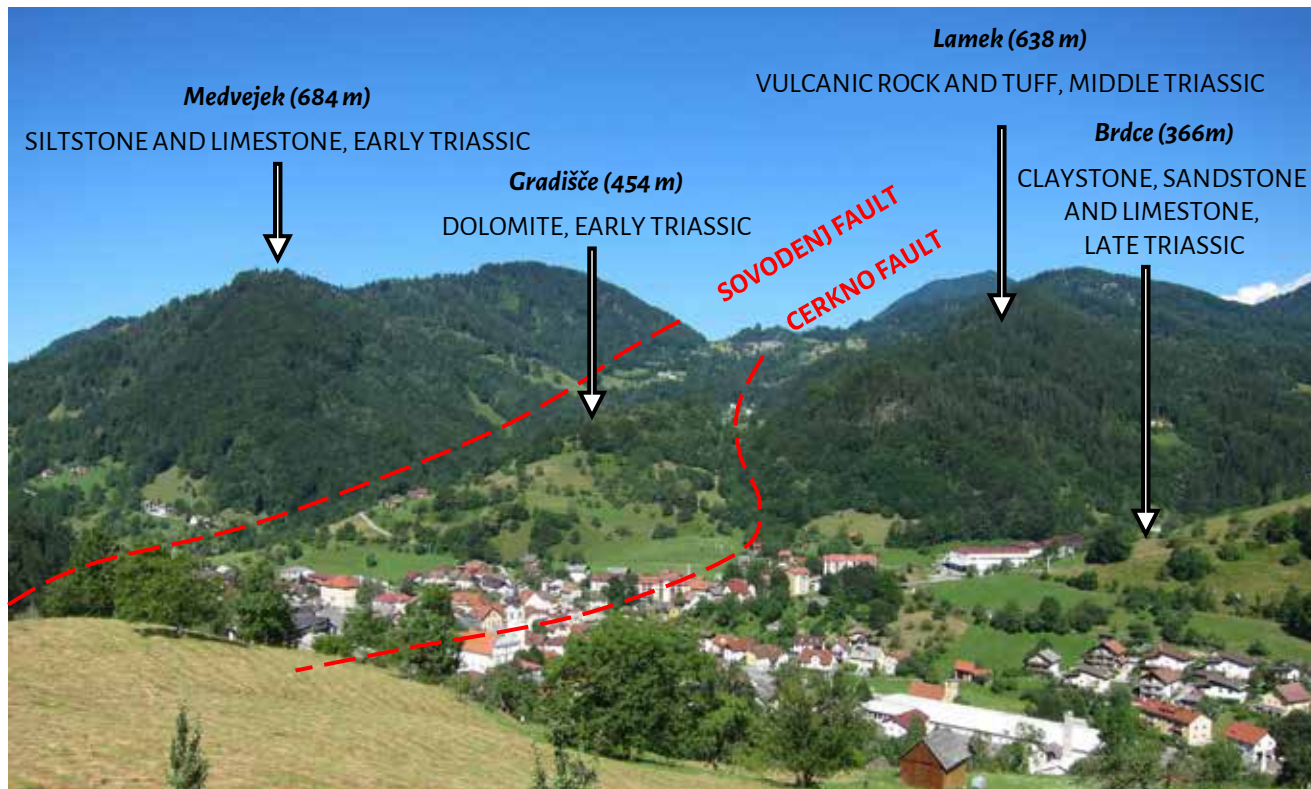 Medvejek (684 m)
SILTSTONE AND LIMESTONE, EARLY TRIASSIC
Gradišče (454 m)
DOLOMITE, EARLY TRIASSIC
SOVODENJ FAULT
CERKNO FAULT
Lamek (638 m)
VULCANIC ROCK AND TUFF, MIDDLE TRIASSIC
Brdce (366m)
CLAYSTONE, SANDSTONE
AND LIMESTONE,
LATE TRIASSIC